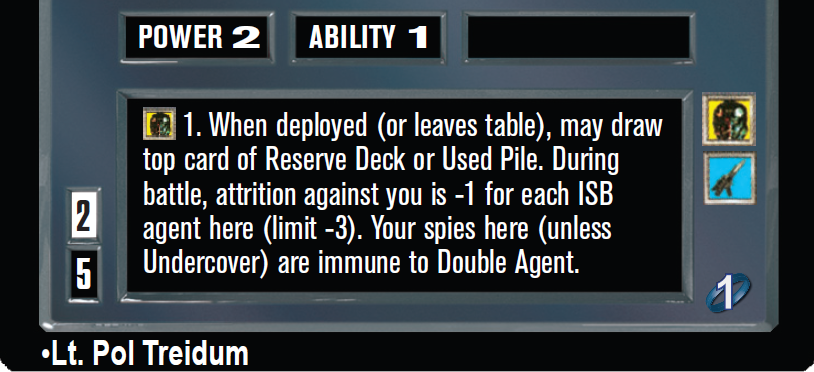 POWER 2 ABILITY 1
1. When deployed (or leaves table), may draw
top card of Reserve Deck or Used Pile. During
battle, attrition against you is -1 for each ISB
agent here (limit -3). Your spies here (unless
Undercover) are immune to Double Agent.
2
5
1
•Lt. Pol Treidum